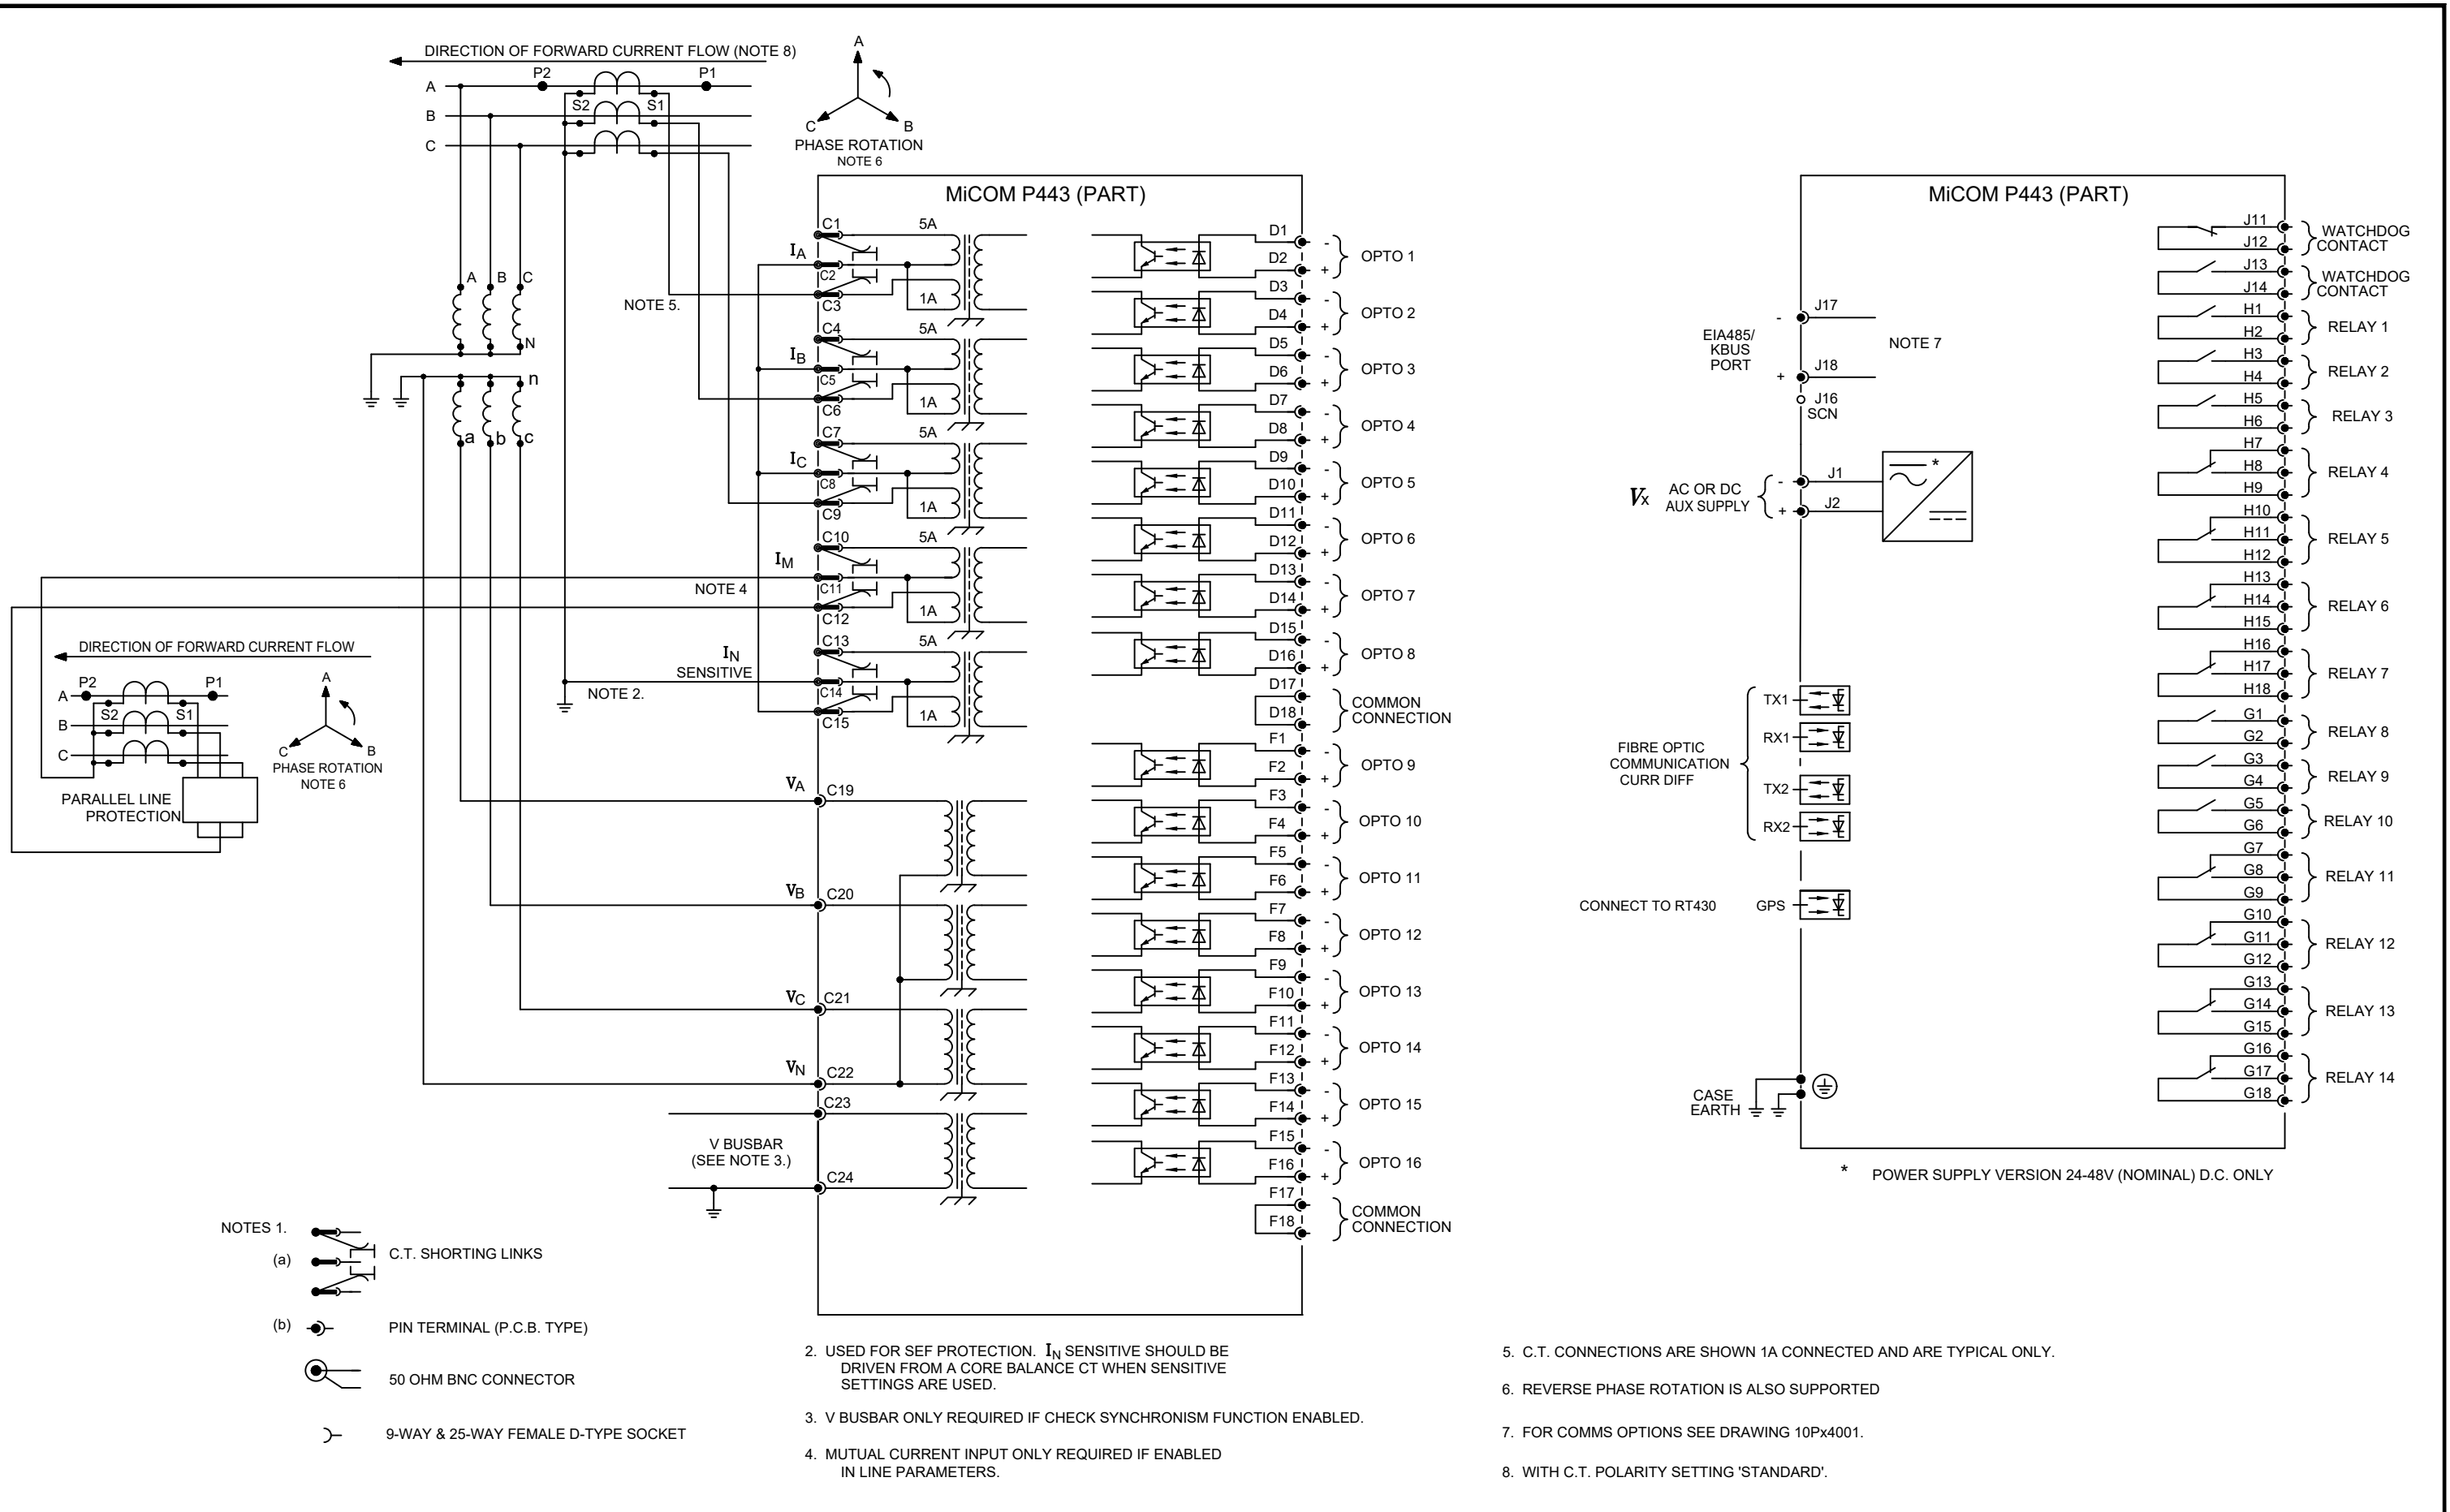 DIRECTION OF FORWARD CURRENT FLOW (NOTE 8)
A
P2
P1
S2
S1
B
C
A
C
B
PHASE ROTATION
NOTE 6
A
B
C
N
n
a
b
c
MiCOM P443 (PART)
IA
C1
5A
C2
C3
1A
NOTE 5.
IB
C4
5A
C5
C6
1A
IC
C7
5A
C8
C9
1A
IM
C10
5A
C11
NOTE 4
C12
1A
IN
SENSITIVE
C13
5A
C14
NOTE 2.
C15
1A
VA
C19
VB
C20
VC
C21
VN
C22
C23
V BUSBAR
(SEE NOTE 3.)
C24
DIRECTION OF FORWARD CURRENT FLOW
A
P2
P1
S2
S1
B
C
A
C
B
PHASE ROTATION
NOTE 6
PARALLEL LINE
PROTECTION
D1
-
D2
+
OPTO 1
D3
-
D4
+
OPTO 2
D5
-
D6
+
OPTO 3
D7
-
D8
+
OPTO 4
D9
-
D10
+
OPTO 5
D11
-
D12
+
OPTO 6
D13
-
D14
+
OPTO 7
D15
-
D16
+
OPTO 8
D17
D18
COMMON
CONNECTION
F1
-
F2
+
OPTO 9
F3
-
F4
+
OPTO 10
F5
-
F6
+
OPTO 11
F7
-
F8
+
OPTO 12
F9
-
F10
+
OPTO 13
F11
-
F12
+
OPTO 14
F13
-
F14
+
OPTO 15
F15
-
F16
+
OPTO 16
F17
F18
COMMON
CONNECTION
MiCOM P443 (PART)
EIA485/
KBUS
PORT
-
J17
NOTE 7
+
J18
J16
SCN
Vx
AC OR DC
AUX SUPPLY
-
J1
+
J2
*
FIBRE OPTIC
COMMUNICATION
CURR DIFF
TX1
RX1
TX2
RX2
CONNECT TO RT430
GPS
CASE
EARTH
J11
J12
WATCHDOG
CONTACT
J13
J14
WATCHDOG
CONTACT
H1
H2
RELAY 1
H3
H4
RELAY 2
H5
H6
RELAY 3
H7
H8
H9
RELAY 4
H10
H11
H12
RELAY 5
H13
H14
H15
RELAY 6
H16
H17
H18
RELAY 7
G1
G2
RELAY 8
G3
G4
RELAY 9
G5
G6
RELAY 10
G7
G8
G9
RELAY 11
G10
G11
G12
RELAY 12
G13
G14
G15
RELAY 13
G16
G17
G18
RELAY 14
* POWER SUPPLY VERSION 24-48V (NOMINAL) D.C. ONLY
NOTES 1.
(a)
C.T. SHORTING LINKS
(b)
PIN TERMINAL (P.C.B. TYPE)
50 OHM BNC CONNECTOR
9-WAY & 25-WAY FEMALE D-TYPE SOCKET
2. USED FOR SEF PROTECTION. IN SENSITIVE SHOULD BE
DRIVEN FROM A CORE BALANCE CT WHEN SENSITIVE
SETTINGS ARE USED.
3. V BUSBAR ONLY REQUIRED IF CHECK SYNCHRONISM FUNCTION ENABLED.
4. MUTUAL CURRENT INPUT ONLY REQUIRED IF ENABLED
IN LINE PARAMETERS.
5. C.T. CONNECTIONS ARE SHOWN 1A CONNECTED AND ARE TYPICAL ONLY.
6. REVERSE PHASE ROTATION IS ALSO SUPPORTED
7. FOR COMMS OPTIONS SEE DRAWING 10Px4001.
8. WITH C.T. POLARITY SETTING 'STANDARD'.